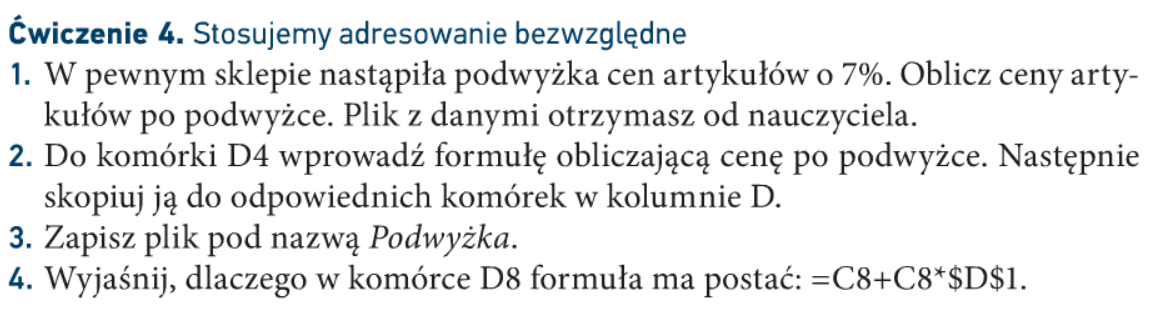 Ćwiczenie 4. Stosujemy adresowanie bezwzględne
1. W pewnym sklepie nastąpiła podwyżka cen artykułów o 7%. Oblicz ceny arty-
kułów po podwyżce. Plik z danymi otrzymasz od nauczyciela.
2. Do komórki D4 wprowadź formułę obliczającą cenę po podwyżce. Następnie
skopiuj ją do odpowiednich komórek w kolumnie D.
3. Zapisz plik pod nazwą Podwyżka.
4. Wyjaśnij, dlaczego w komórce D8 formuła ma postać: =C8+C8*$D$1.